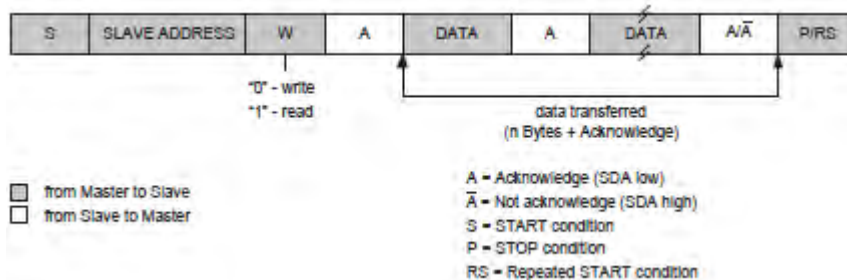 S SLAVE ADDRESS W A DATA A DATA A/A̅ P/RS
"0" - write
"1" - read
data transferred
(n Bytes + Acknowledge)
from Master to Slave
from Slave to Master
A = Acknowledge (SDA low)
A̅ = Not acknowledge (SDA high)
S = START condition
P = STOP condition
RS = Repeated START condition